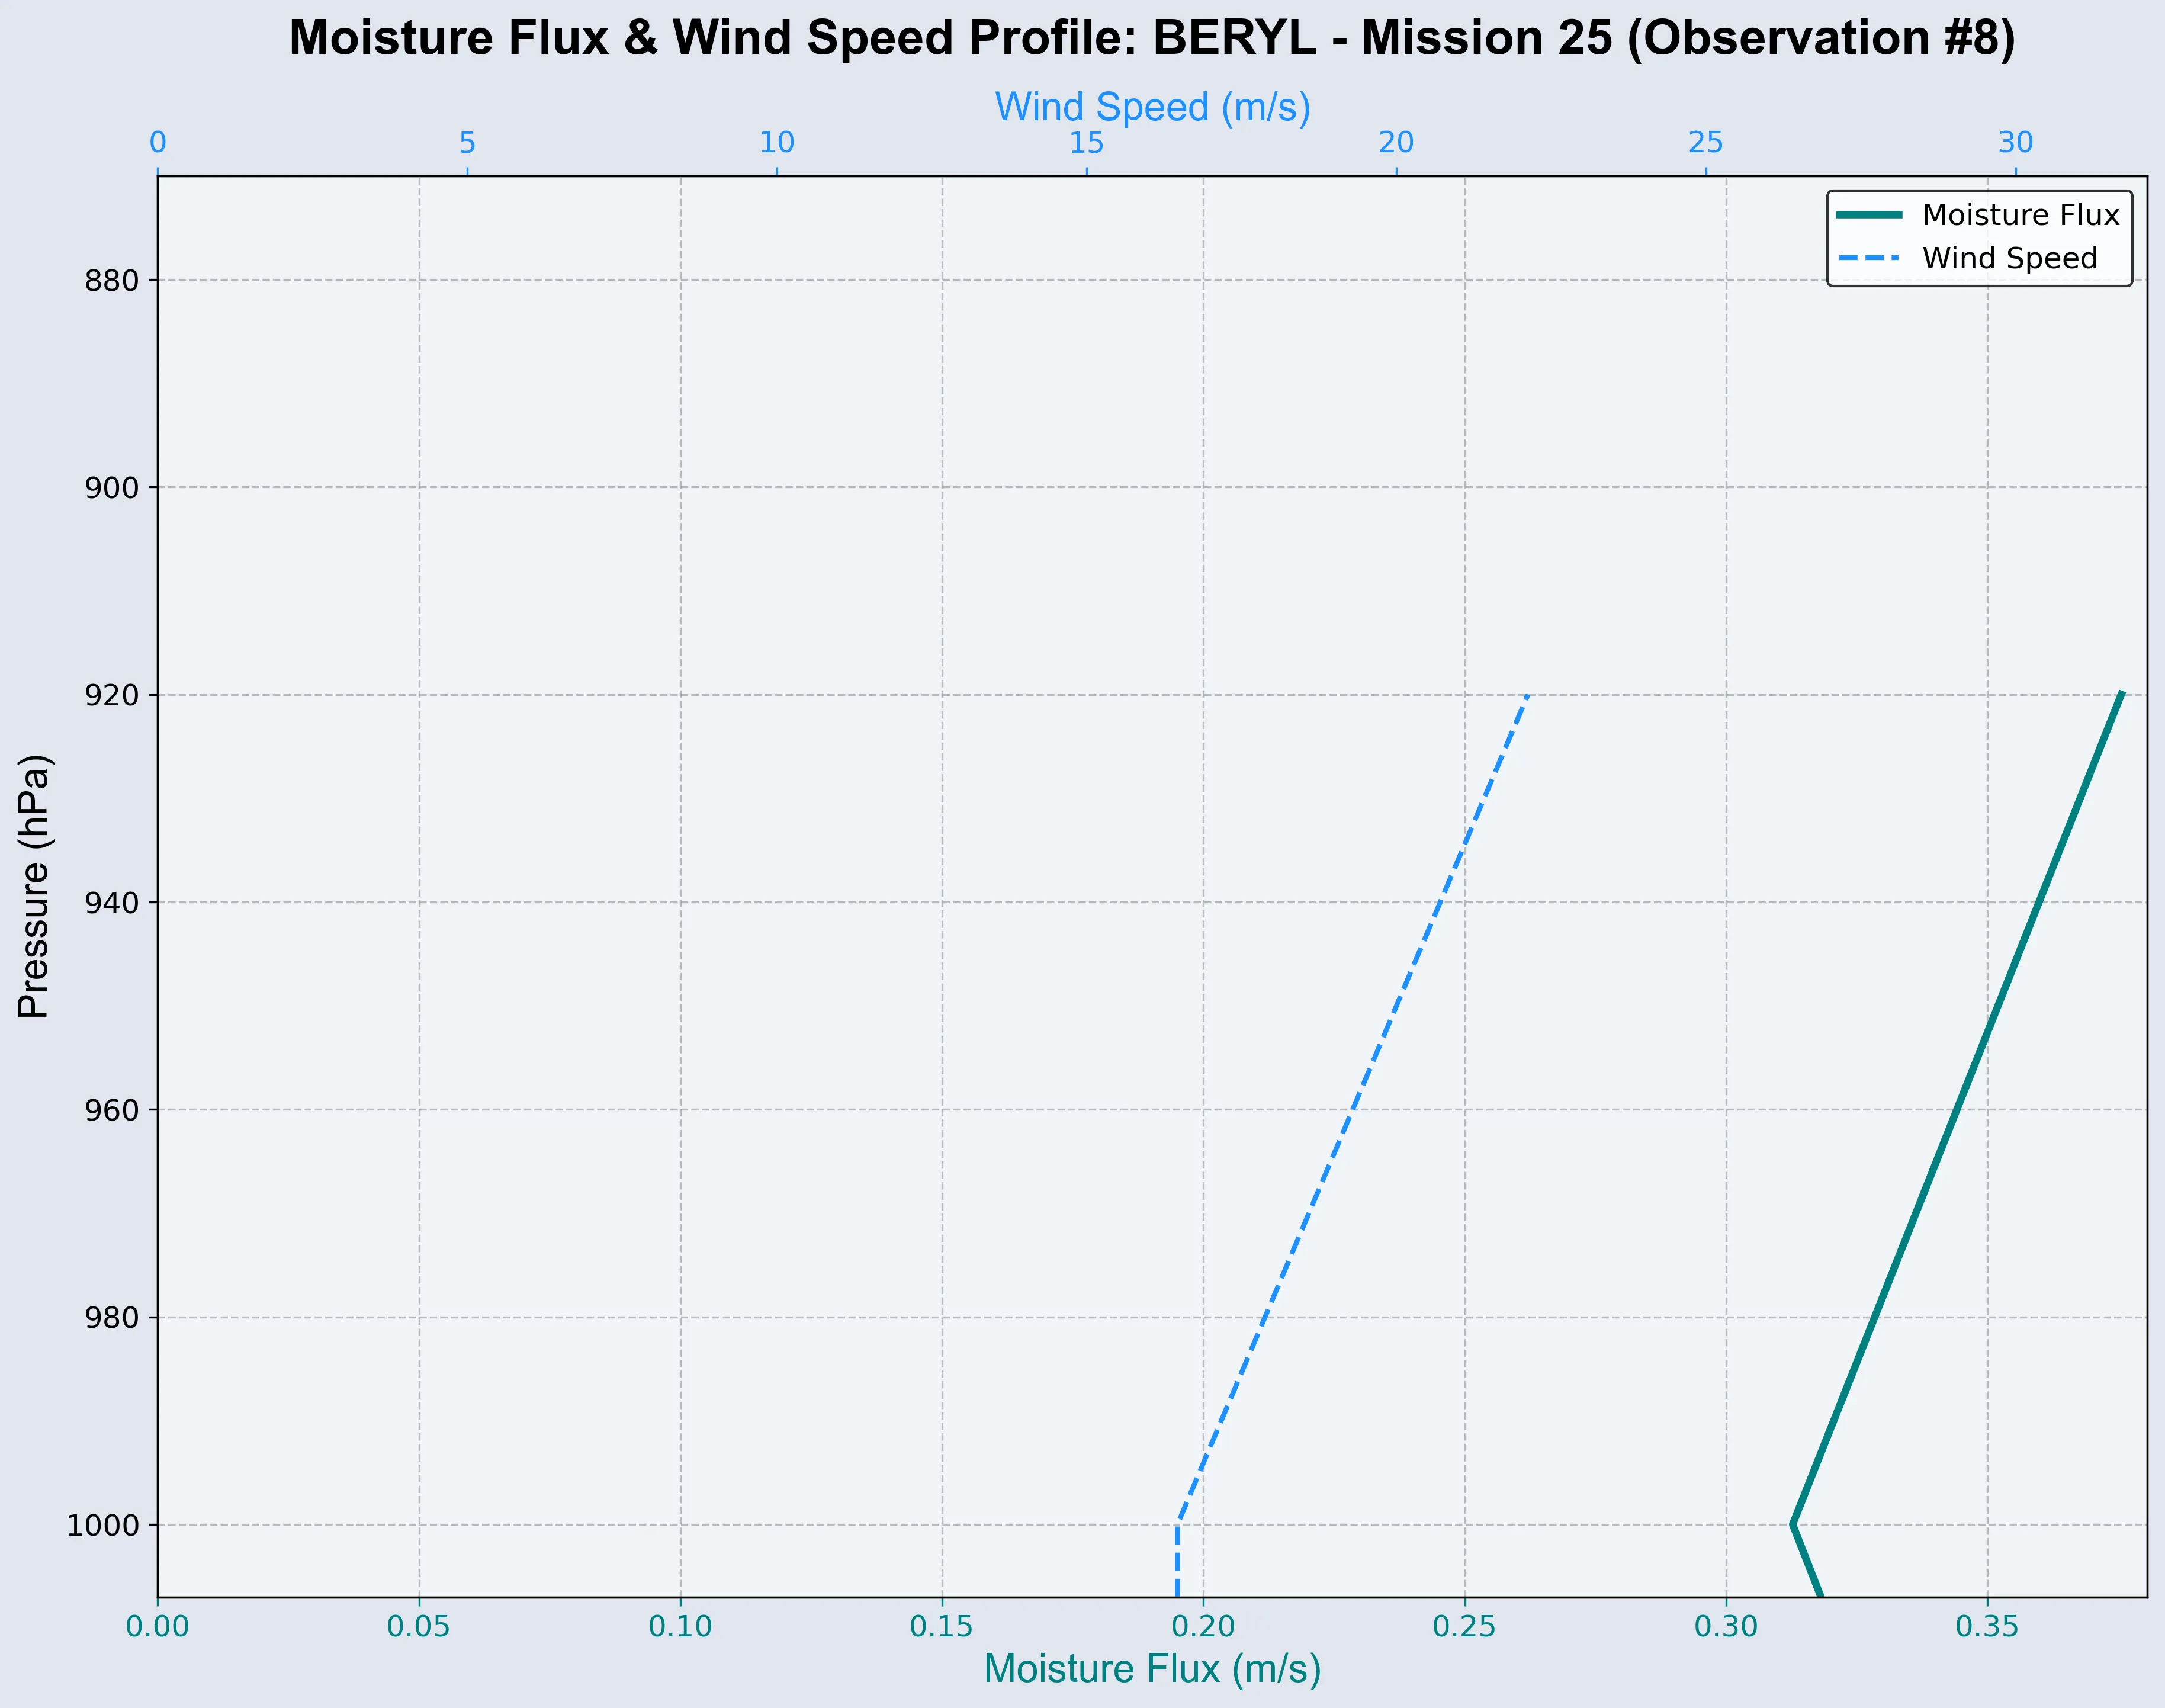 Moisture Flux & Wind Speed Profile: BERYL - Mission 25 (Observation #8)
Wind Speed (m/s)
0 5 10 15 20 25 30
Moisture Flux
Wind Speed
880
900
920
940
960
980
1000
Pressure (hPa)
0.00 0.05 0.10 0.15 0.20 0.25 0.30 0.35
Moisture Flux (m/s)